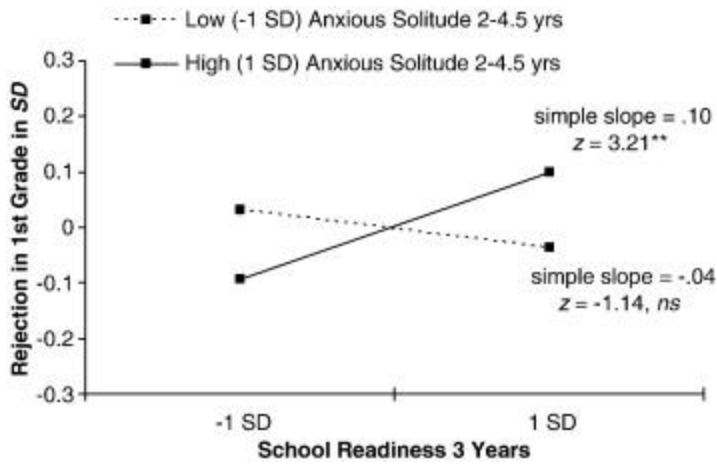 Low (-1 SD) Anxious Solitude 2-4.5 yrs
High (1 SD) Anxious Solitude 2-4.5 yrs
Rejection in 1st Grade in SD
0.3
0.2
0.1
0
-0.1
-0.2
-0.3
simple slope = .10
z = 3.21**
simple slope = -.04
z = -1.14, ns
-1 SD
1 SD
School Readiness 3 Years